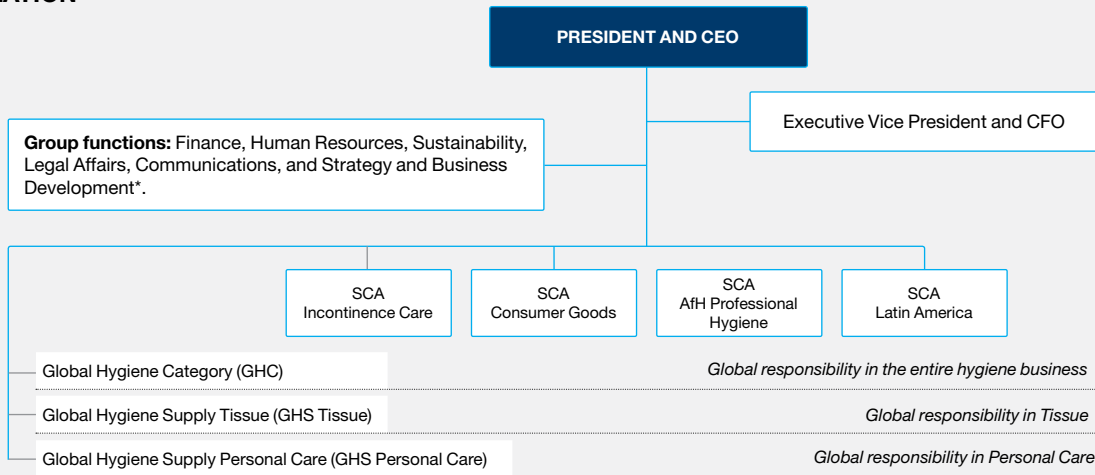 PRESIDENT AND CEO
Executive Vice President and CFO
Group functions: Finance, Human Resources, Sustainability,
Legal Affairs, Communications, and Strategy and Business
Development*.
SCA
Incontinence Care
SCA
Consumer Goods
SCA
AfH Professional
Hygiene
SCA
Latin America
Global Hygiene Category (GHC)
Global responsibility in the entire hygiene business
Global Hygiene Supply Tissue (GHS Tissue)
Global responsibility in Tissue
Global Hygiene Supply Personal Care (GHS Personal Care)
Global responsibility in Personal Care